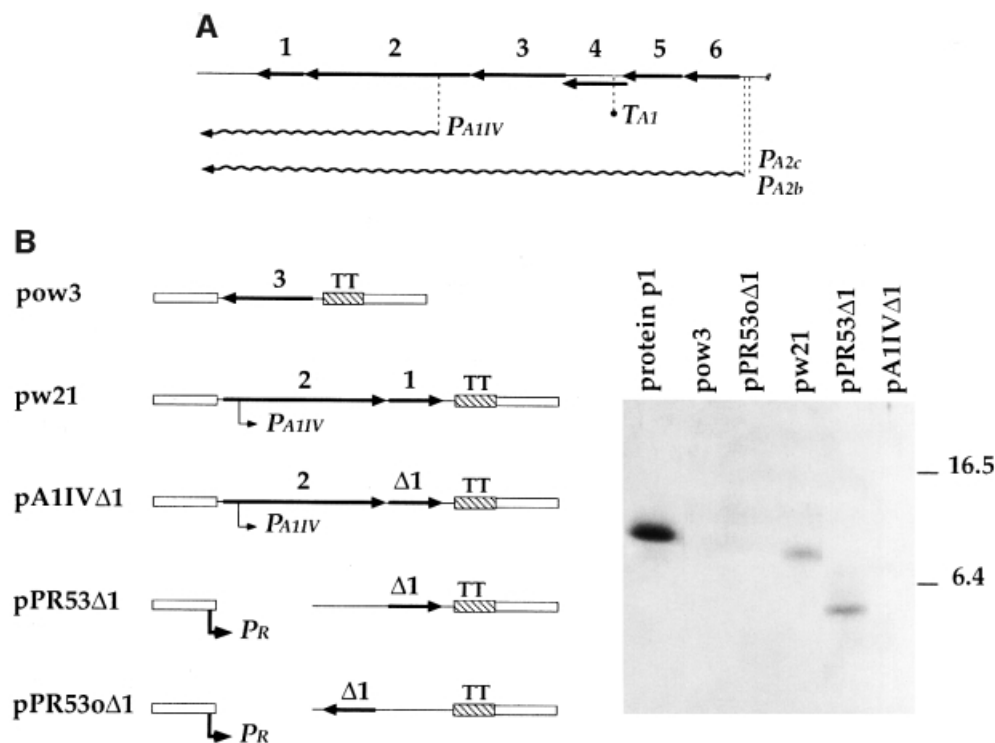 A
1 2 3 4 5 6
PA1IV
TA1
PA2c
PA2b
B
pow3
3 TT
pw21
2 1 TT
PA1IV
pA1IVΔ1
2 Δ1 TT
PA1IV
pPR53Δ1
Δ1 TT
PR
pPR53oΔ1
Δ1 TT
PR
protein p1
pow3
pPR53oΔ1
pw21
pPR53Δ1
pA1IVΔ1
16.5
6.4